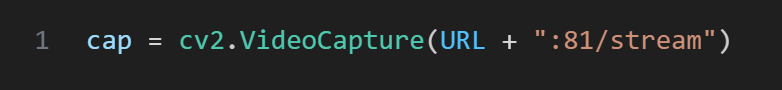 1 cap = cv2.VideoCapture(URL + ":81/stream")